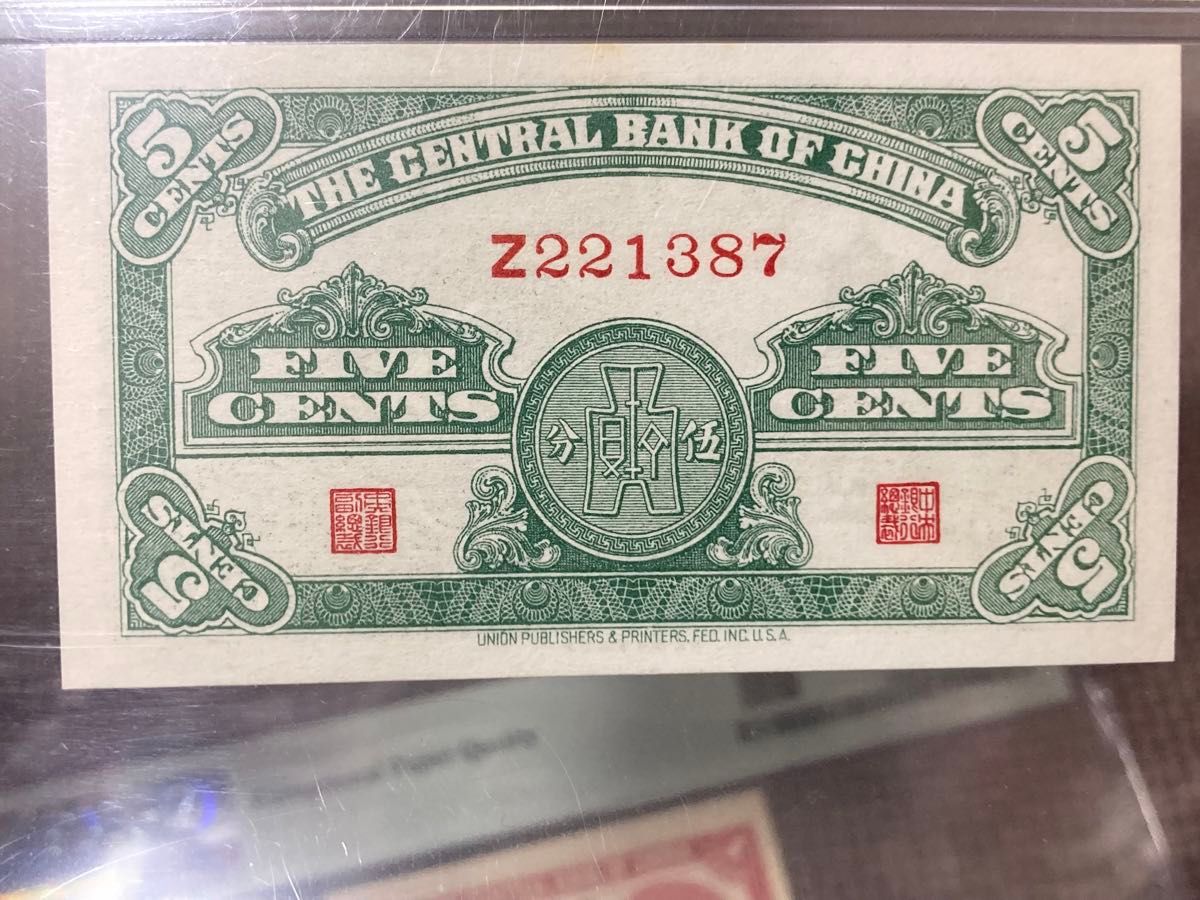 5 CENTS
5 CENTS
THE CENTRAL BANK OF CHINA
Z221387
FIVE CENTS
FIVE CENTS
分 伍
5 CENTS
5 CENTS
UNION PUBLISHERS & PRINTERS, FED. INC. U.S.A.